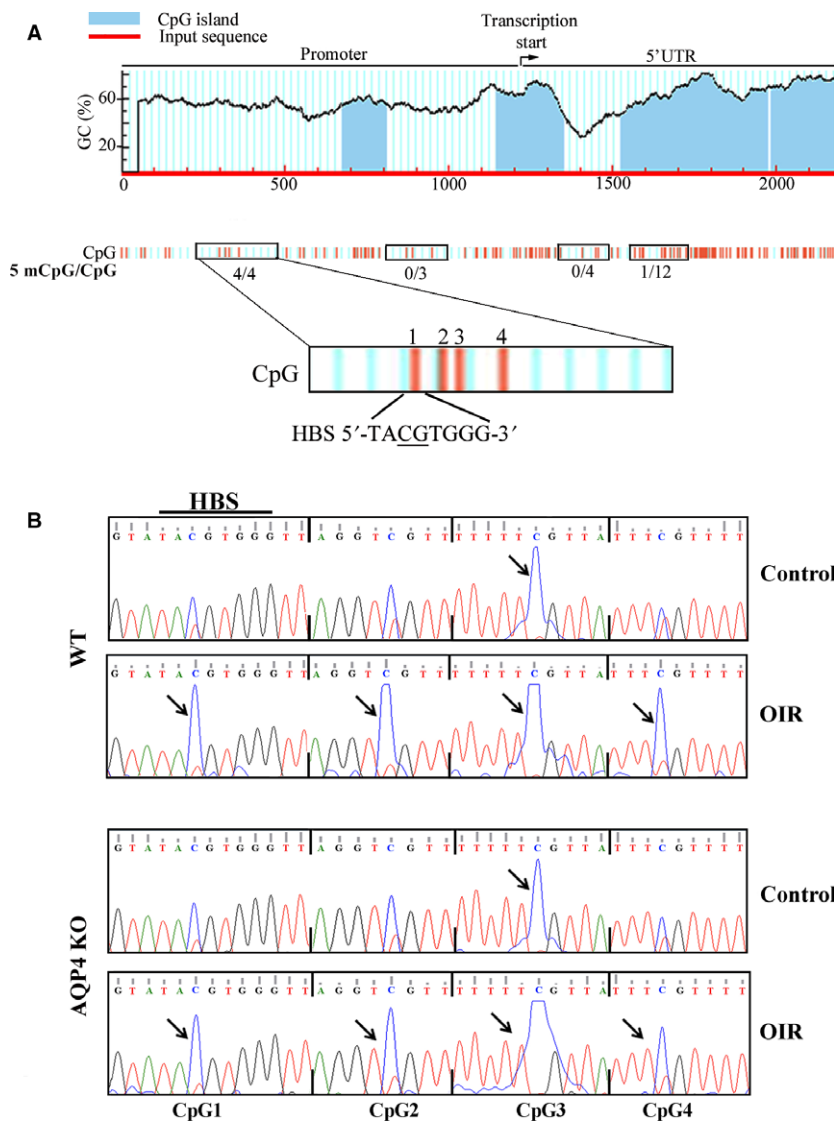 A
CpG island
Input sequence
Transcription
start
Promoter
5′UTR
GC (%)
60
20
0
500
1000
1500
2000
CpG
5 mCpG/CpG
4/4
0/3
0/4
1/12
1 2 3 4
CpG
HBS 5′-TACGTGGG-3′
B
HBS
WT
G T A T A C G T G G G T T A G G T C G T T T T T T T C G T T A T T T C G T T T T
Control
G T A T A C G T G G G T T A G G T C G T T T T T T T C G T T A T T T C G T T T T
OIR
AQP4 KO
G T A T A C G T G G G T T A G G T C G T T T T T T T C G T T A T T T C G T T T T
Control
G T A T A C G T G G G T T A G G T C G T T T T T T T C G T T A T T T C G T T T T
OIR
CpG1
CpG2
CpG3
CpG4